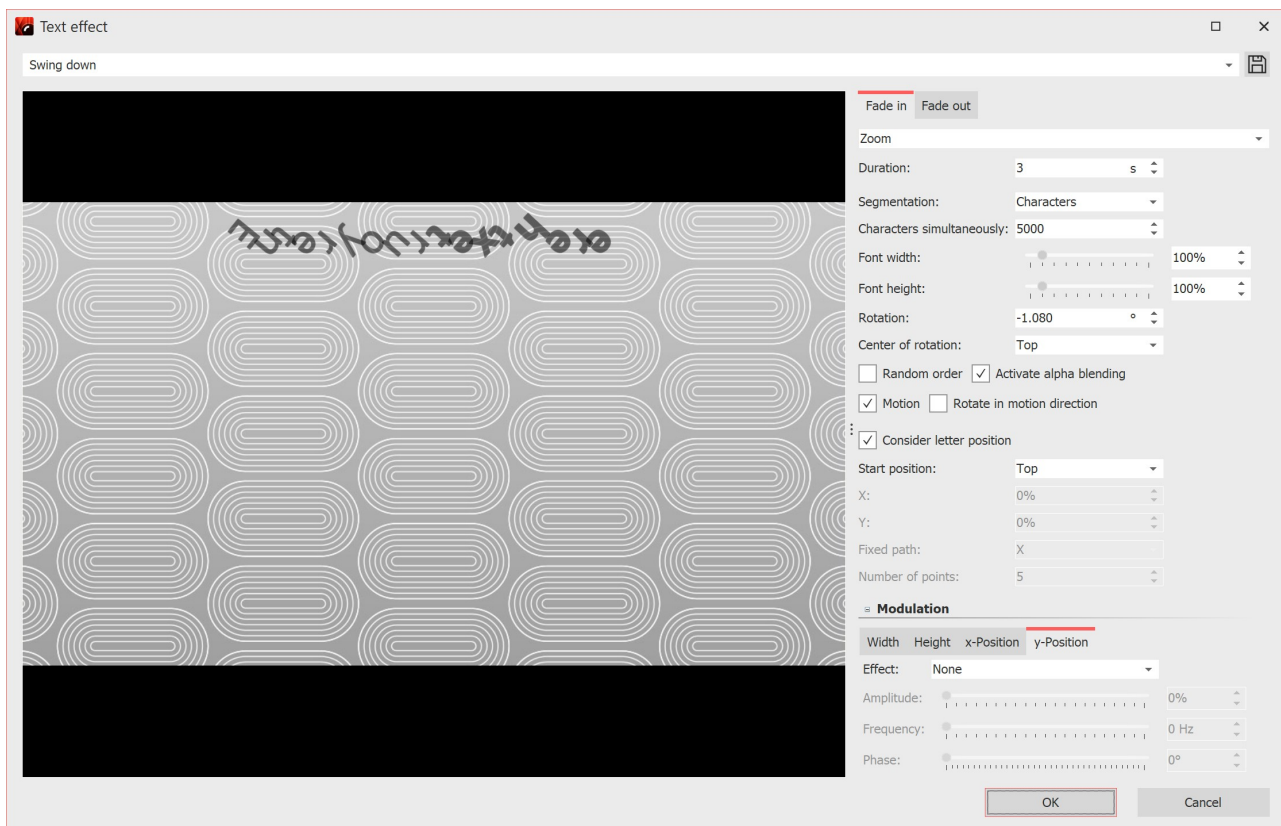 Text effect
Swing down
Fade in Fade out
Zoom
Duration: 3 s
Segmentation: Characters
Characters simultaneously: 5000
Font width: 100%
Font height: 100%
Rotation: -1.080 °
Center of rotation: Top
Random order Activate alpha blending
Motion Rotate in motion direction
Consider letter position
Start position: Top
X: 0%
Y: 0%
Fixed path: X
Number of points: 5
Modulation
Width Height x-Position y-Position
Effect: None
Amplitude: 0%
Frequency: 0 Hz
Phase: 0°
OK Cancel